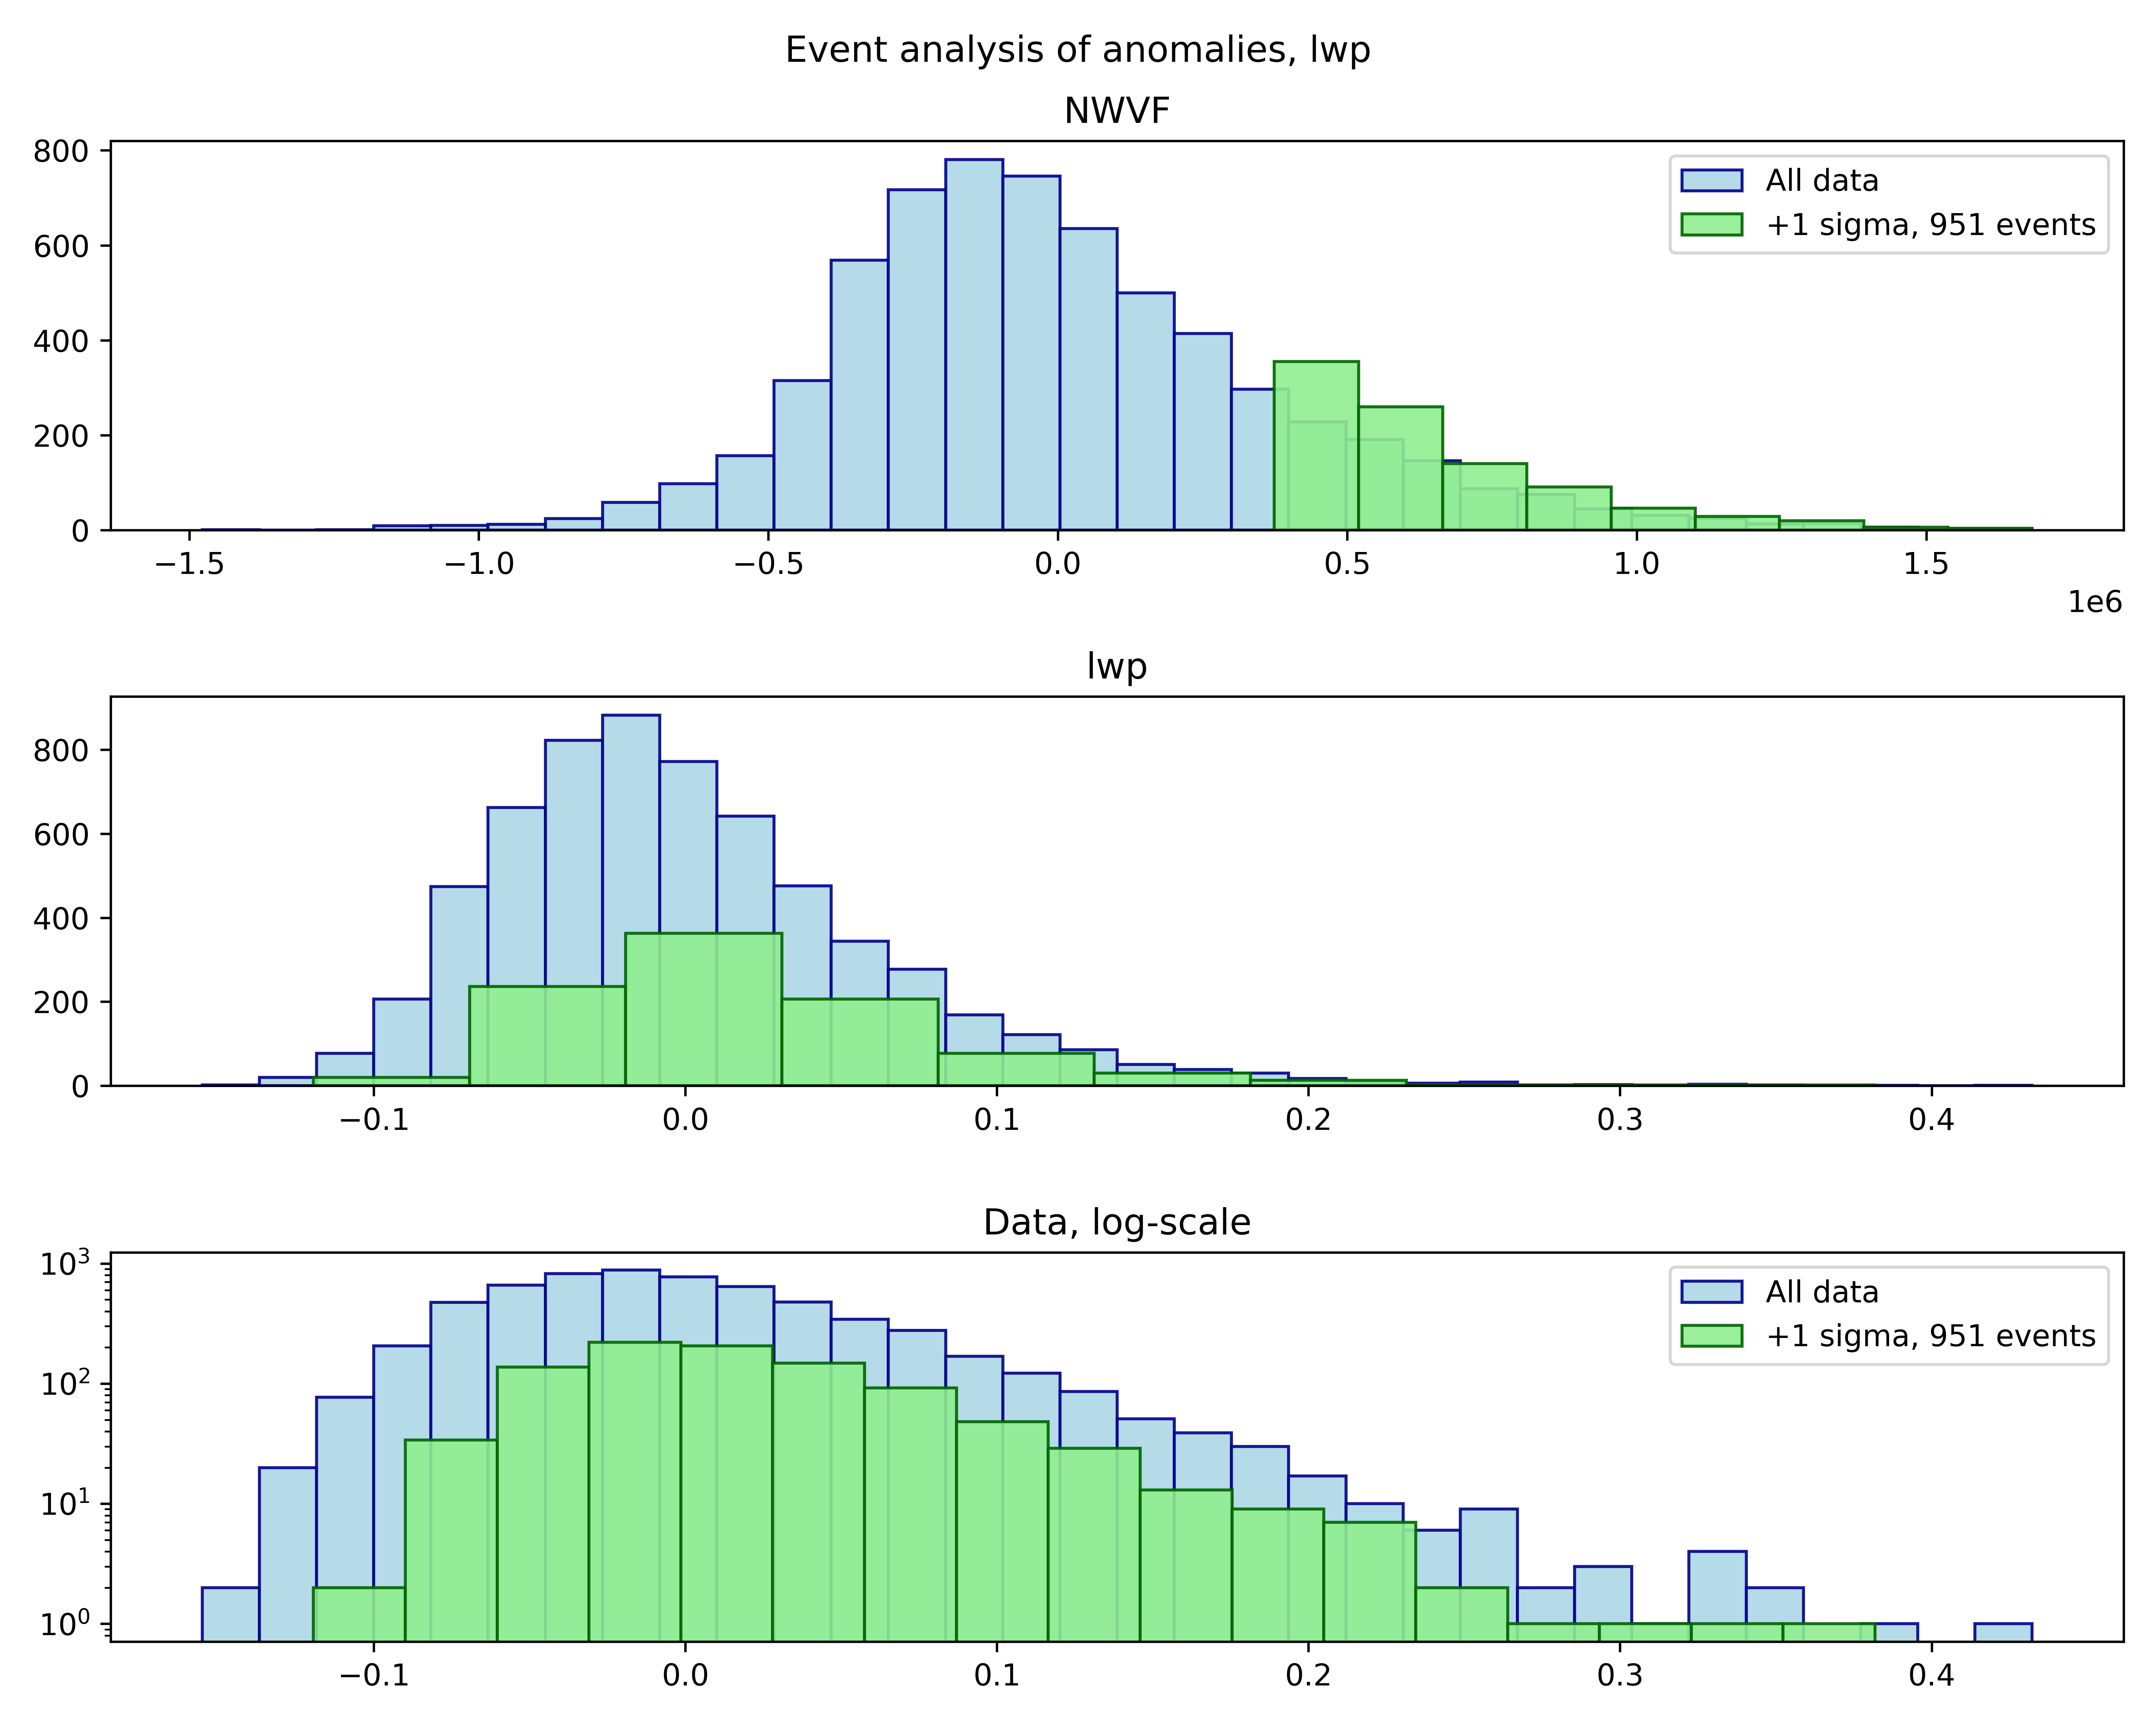 Event analysis of anomalies, lwp
NWVF
800
600
400
200
0
All data
+1 sigma, 951 events
−1.5 −1.0 −0.5 0.0 0.5 1.0 1.5
1e6
lwp
800
600
400
200
0
−0.1 0.0 0.1 0.2 0.3 0.4
Data, log-scale
10³
10²
10¹
10⁰
All data
+1 sigma, 951 events
−0.1 0.0 0.1 0.2 0.3 0.4